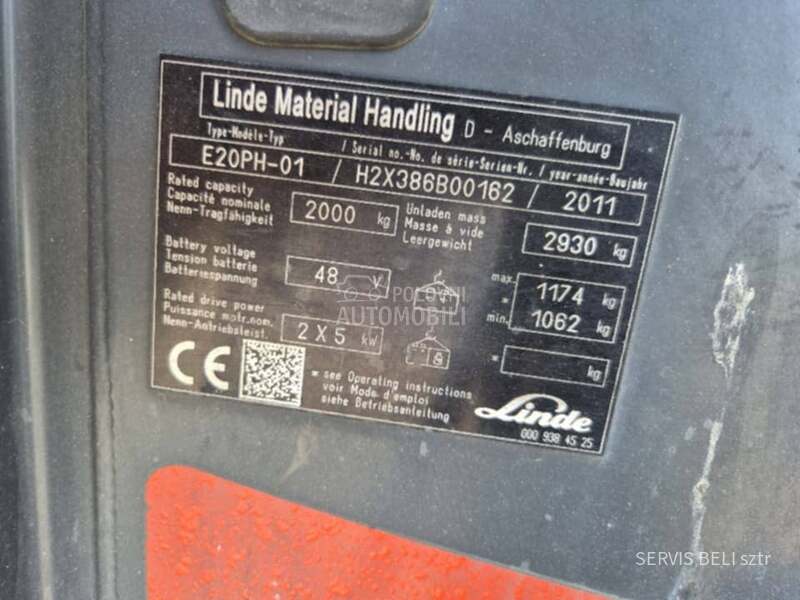 Linde Material Handling D - Aschaffenburg
Type-Modèle-Typ / Serial no.-No. de série-Serien-Nr. / year-année-Baujahr
E20PH-01 / H2X386B00162 / 2011
Rated capacity
Capacité nominale
Nenn-Tragfähigkeit
2000 kg
Unladen mass
Masse à vide
Leergewicht
2930 kg
Battery voltage
Tension batterie
Batteriespannung
48 V
max.
=
min.
1174 kg
1062 kg
Rated drive power
Puissance motr.nom.
Nenn-Antriebsleist.
2 X 5 kW
= kg
CE
* see Operating instructions
voir Mode d'emploi
siehe Betriebsanleitung
Linde
000 938 45 25
POLOVNI
AUTOMOBILI
SERVIS BELI sztr